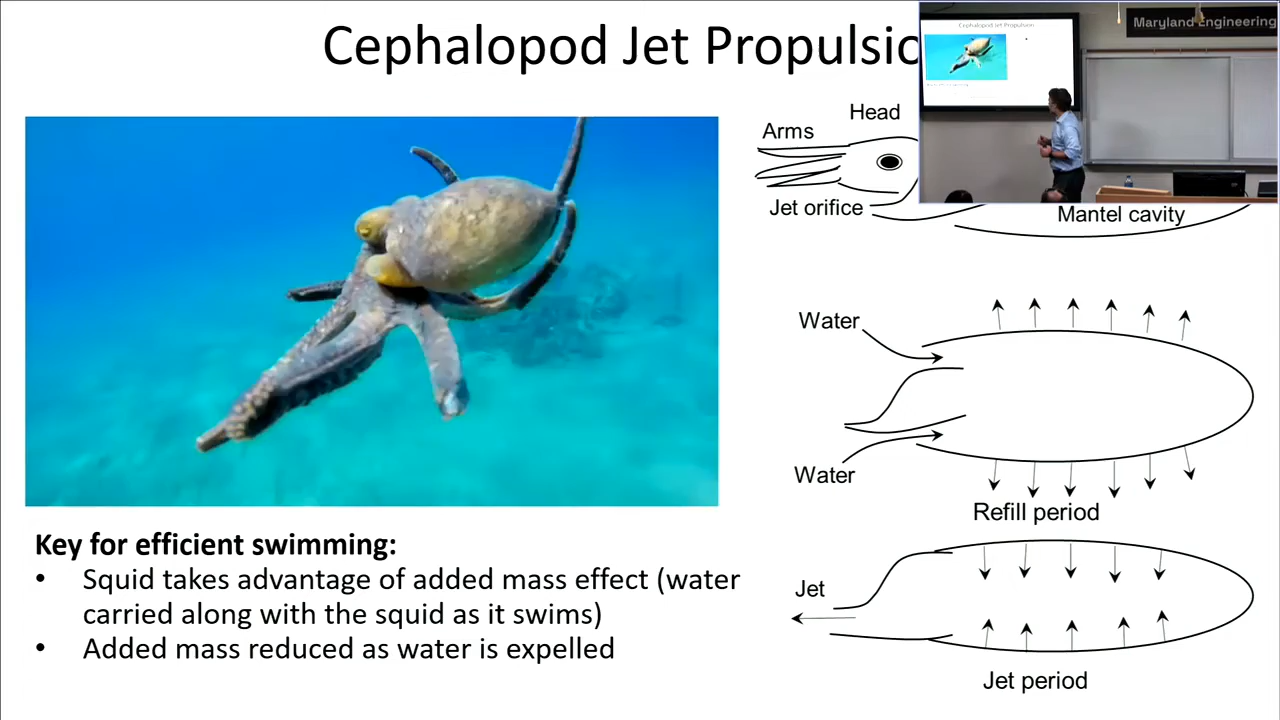 Cephalopod Jet Propulsio
Cephalopod Jet Propulsion
Maryland Engineering
Head
Arms
Jet orifice
Mantel cavity
Water
Water
Refill period
Key for efficient swimming:
• Squid takes advantage of added mass effect (water
carried along with the squid as it swims)
• Added mass reduced as water is expelled
Jet
Jet period